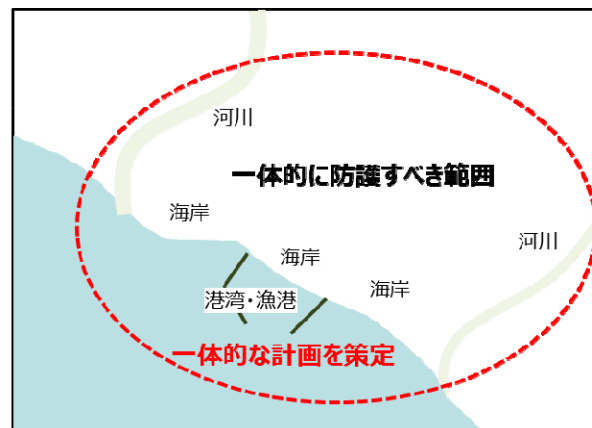 河川
一体的に防護すべき範囲
海岸
河川
海岸
海岸
港湾・漁港
一体的な計画を策定